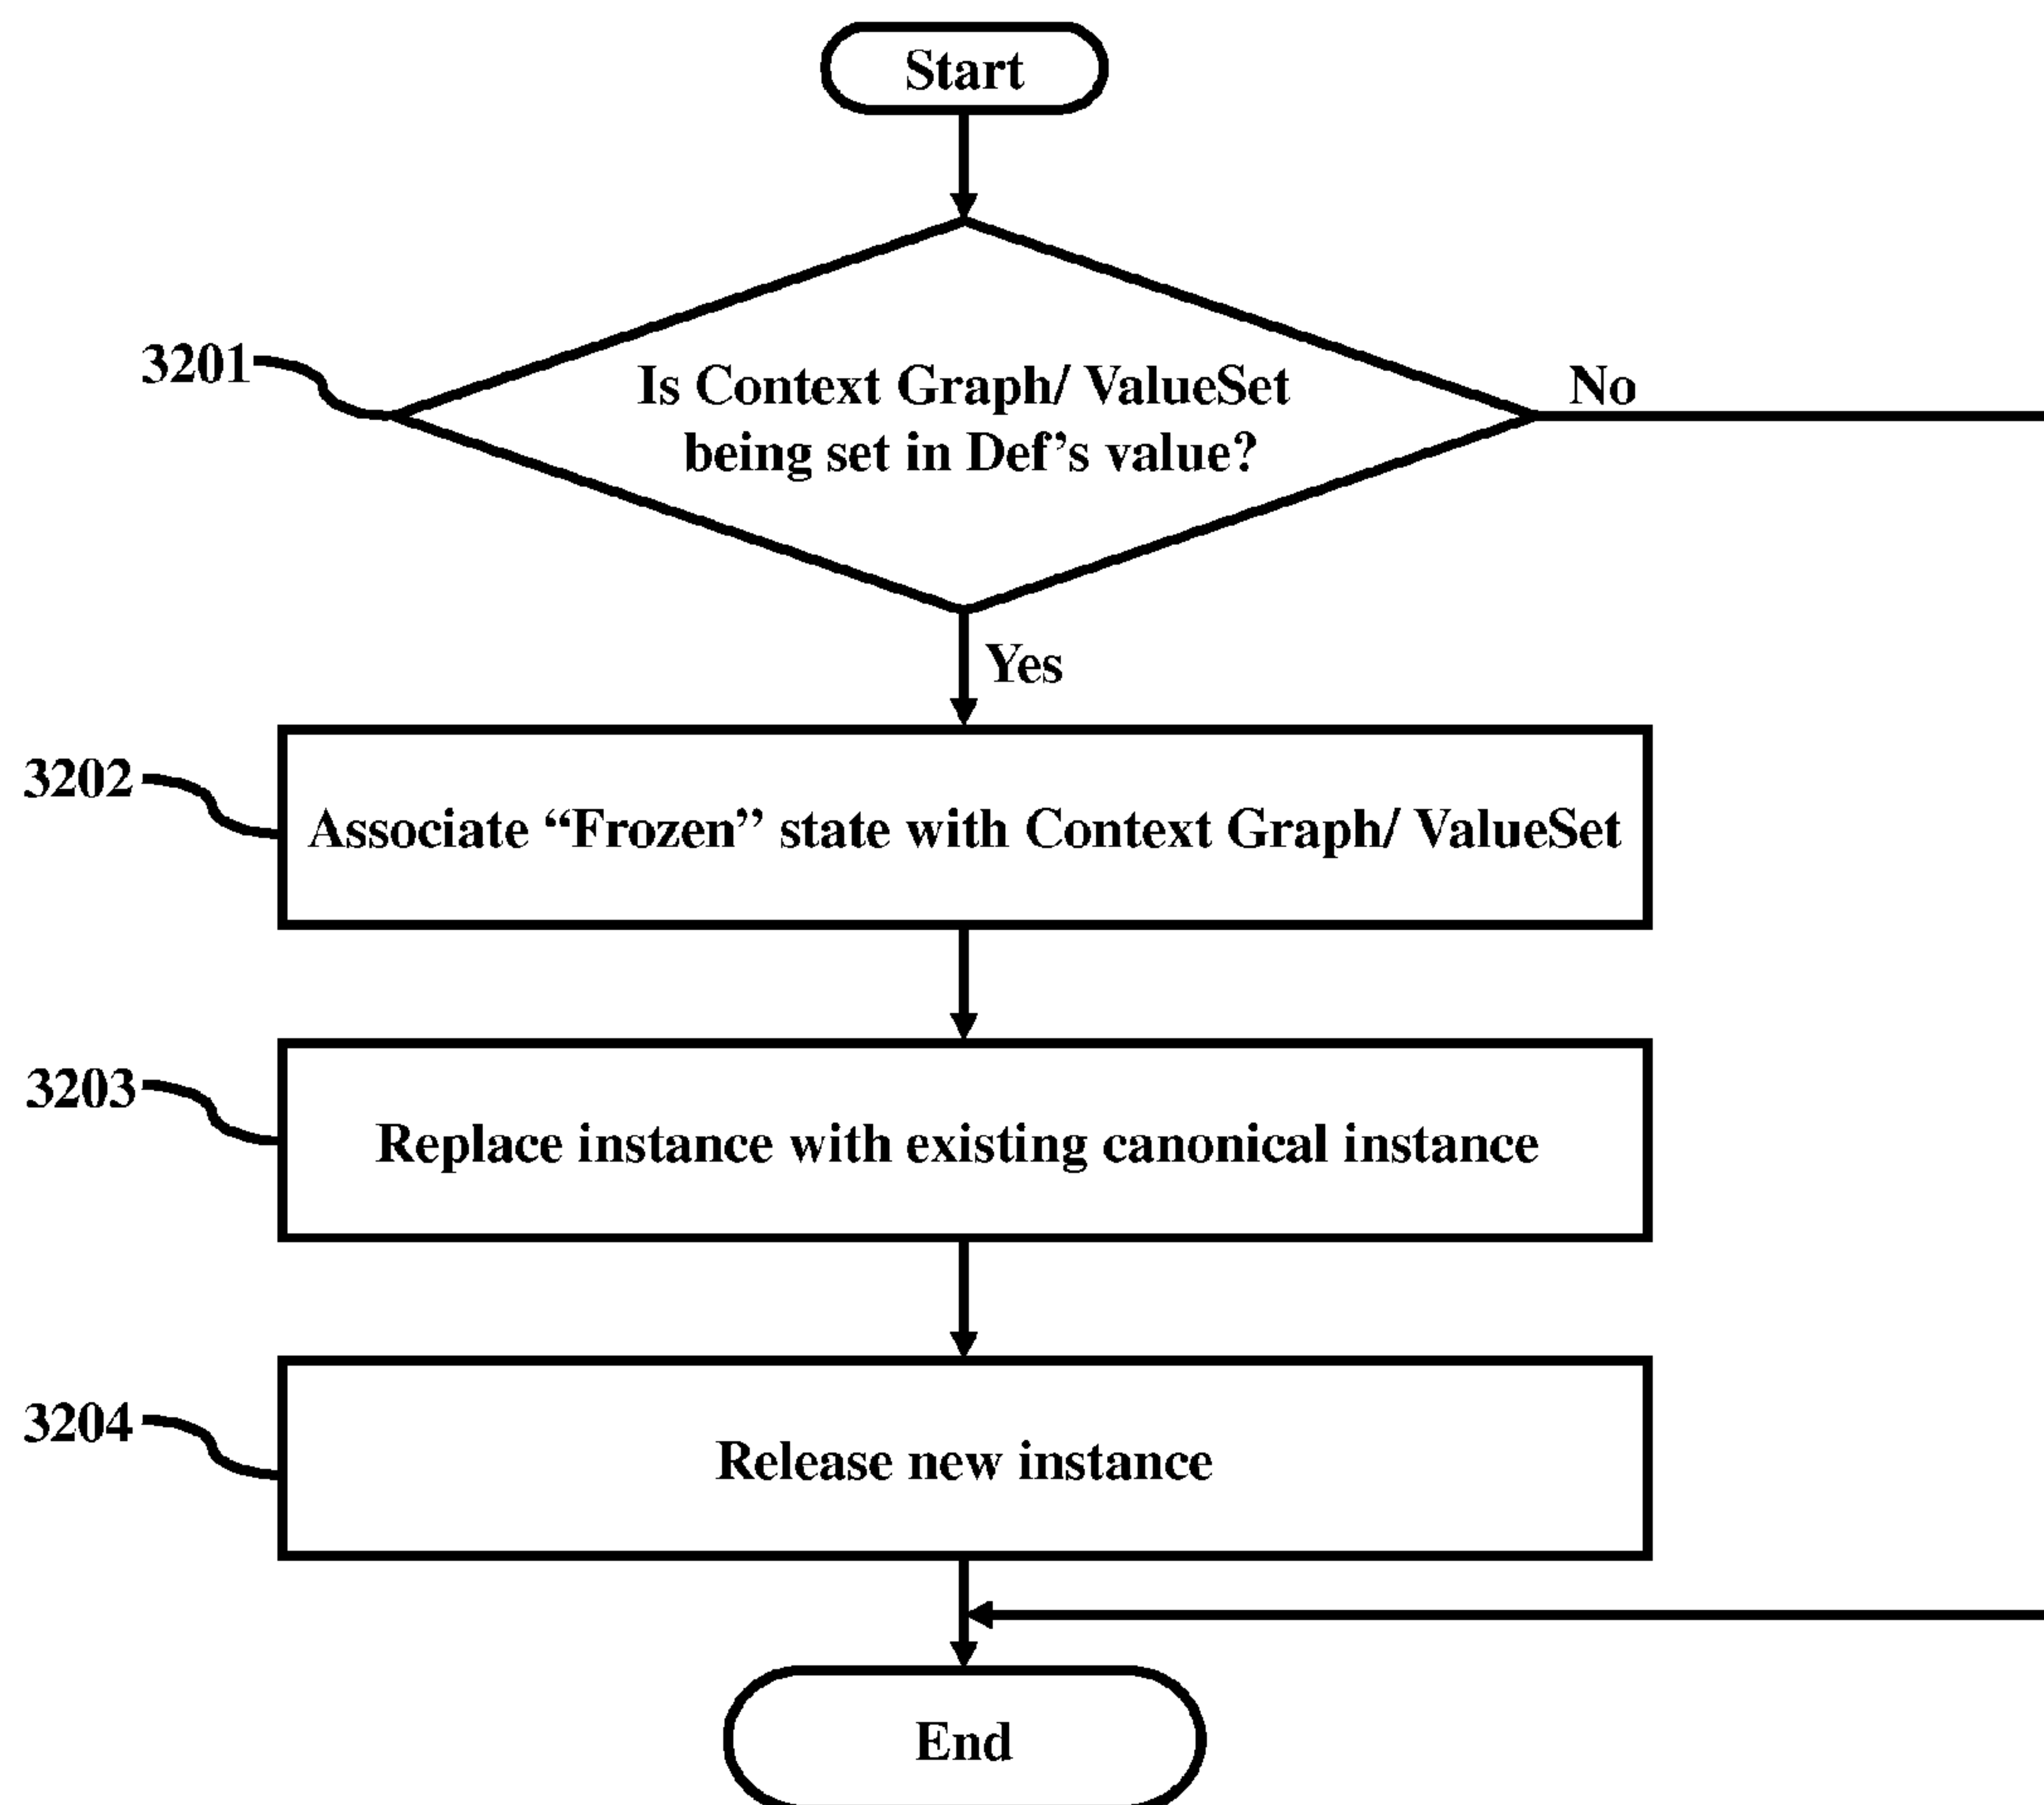 Start
3201
Is Context Graph/ ValueSet
being set in Def’s value?
No
Yes
3202
Associate “Frozen” state with Context Graph/ ValueSet
3203
Replace instance with existing canonical instance
3204
Release new instance
End